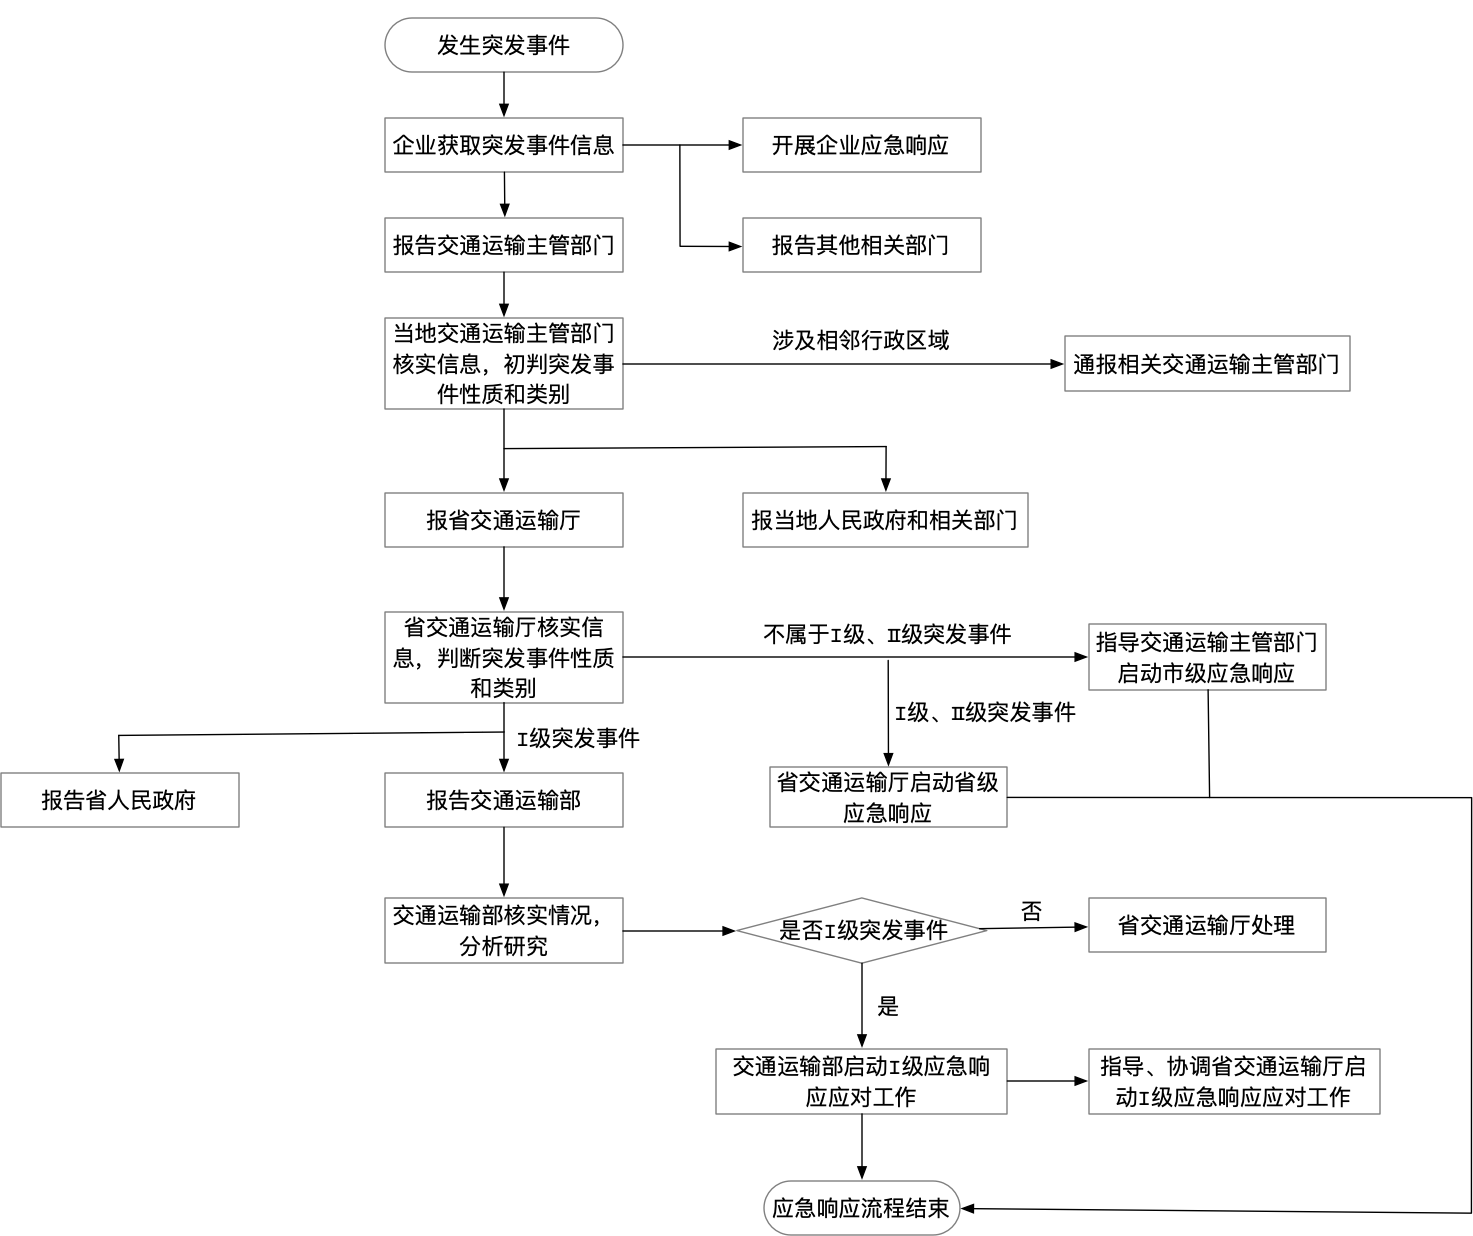 发生突发事件
企业获取突发事件信息
开展企业应急响应
报告交通运输主管部门
报告其他相关部门
当地交通运输主管部门
核实信息，初判突发事
件性质和类别
涉及相邻行政区域
通报相关交通运输主管部门
报省交通运输厅
报当地人民政府和相关部门
省交通运输厅核实信
息，判断突发事件性质
和类别
不属于I级、Ⅱ级突发事件
指导交通运输主管部门
启动市级应急响应
I级、Ⅱ级突发事件
I级突发事件
报告省人民政府
报告交通运输部
省交通运输厅启动省级
应急响应
交通运输部核实情况，
分析研究
是否I级突发事件
否
省交通运输厅处理
是
交通运输部启动I级应急响
应应对工作
指导、协调省交通运输厅启
动I级应急响应应对工作
应急响应流程结束